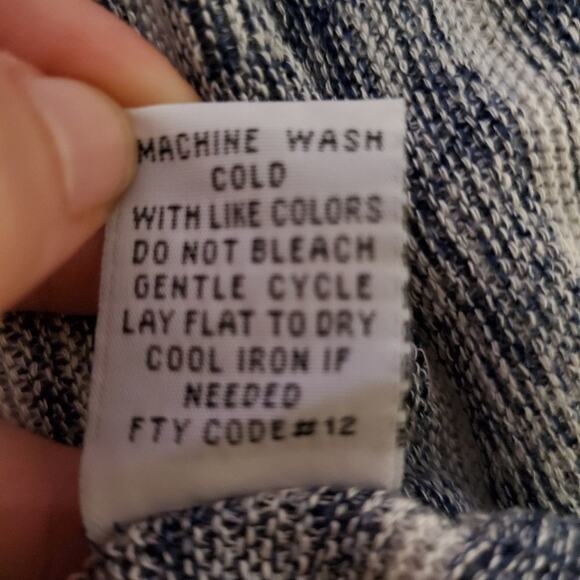 MACHINE WASH
COLD
WITH LIKE COLORS
DO NOT BLEACH
GENTLE CYCLE
LAY FLAT TO DRY
COOL IRON IF
NEEDED
FTY CODE#12